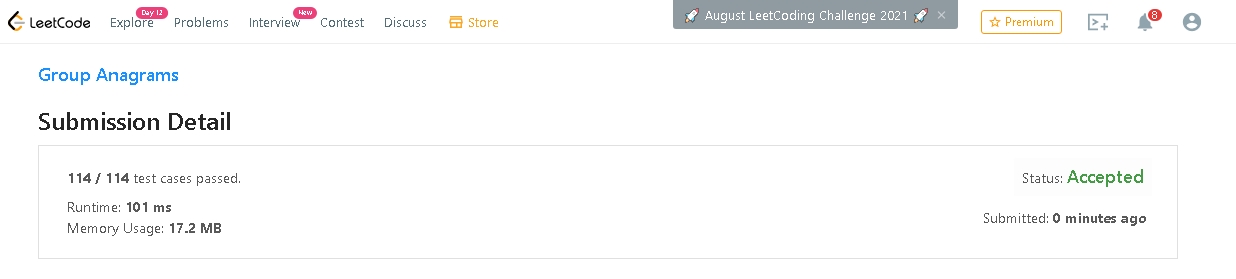 LeetCode Explore Day 12 Problems Interview New Contest Discuss Store 🚀 August LeetCoding Challenge 2021 🚀 × ☆ Premium 8
Group Anagrams
Submission Detail
114 / 114 test cases passed. Status: Accepted
Runtime: 101 ms
Submitted: 0 minutes ago
Memory Usage: 17.2 MB